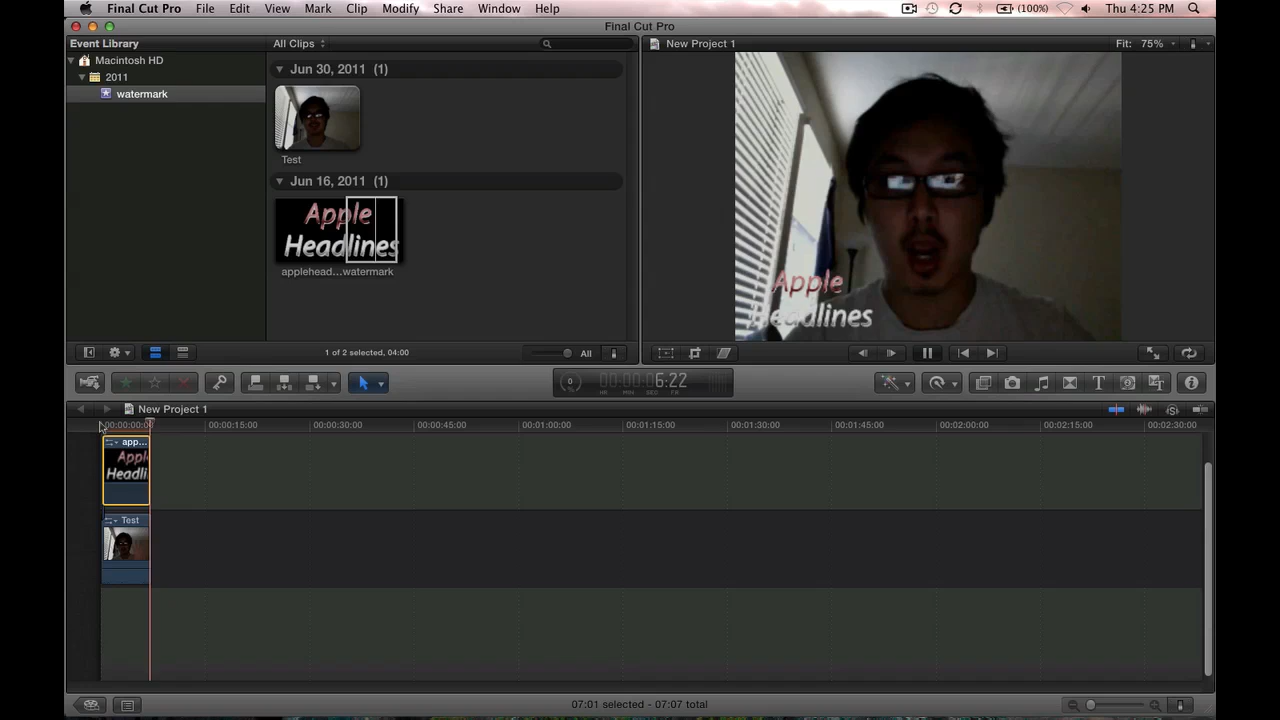 Final Cut Pro File Edit View Mark Clip Modify Share Window Help (100%) Thu 4:25 PM
Final Cut Pro
Event Library
All Clips
New Project 1
Fit: 75%
Macintosh HD
2011
watermark
Jun 30, 2011 (1)
Test
Jun 16, 2011 (1)
Apple
Headlines
applehead...watermark
Apple
Headlines
1 of 2 selected, 04:00
All
6:22
New Project 1
00:00:00:00 00:00:15:00 00:00:30:00 00:00:45:00 00:01:00:00 00:01:15:00 00:01:30:00 00:01:45:00 00:02:00:00 00:02:15:00 00:02:30:00
app...
Test
07:01 selected - 07:07 total